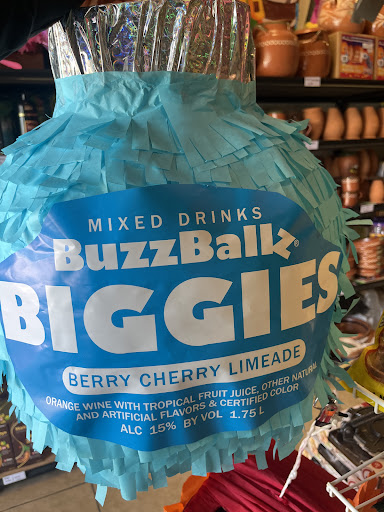 MIXED DRINKS
BuzzBallz®
BIGGIES
BERRY CHERRY LIMEADE
ORANGE WINE WITH TROPICAL FRUIT JUICE, OTHER NATURAL
AND ARTIFICIAL FLAVORS & CERTIFIED COLOR
ALC 15% BY VOL 1.75 L